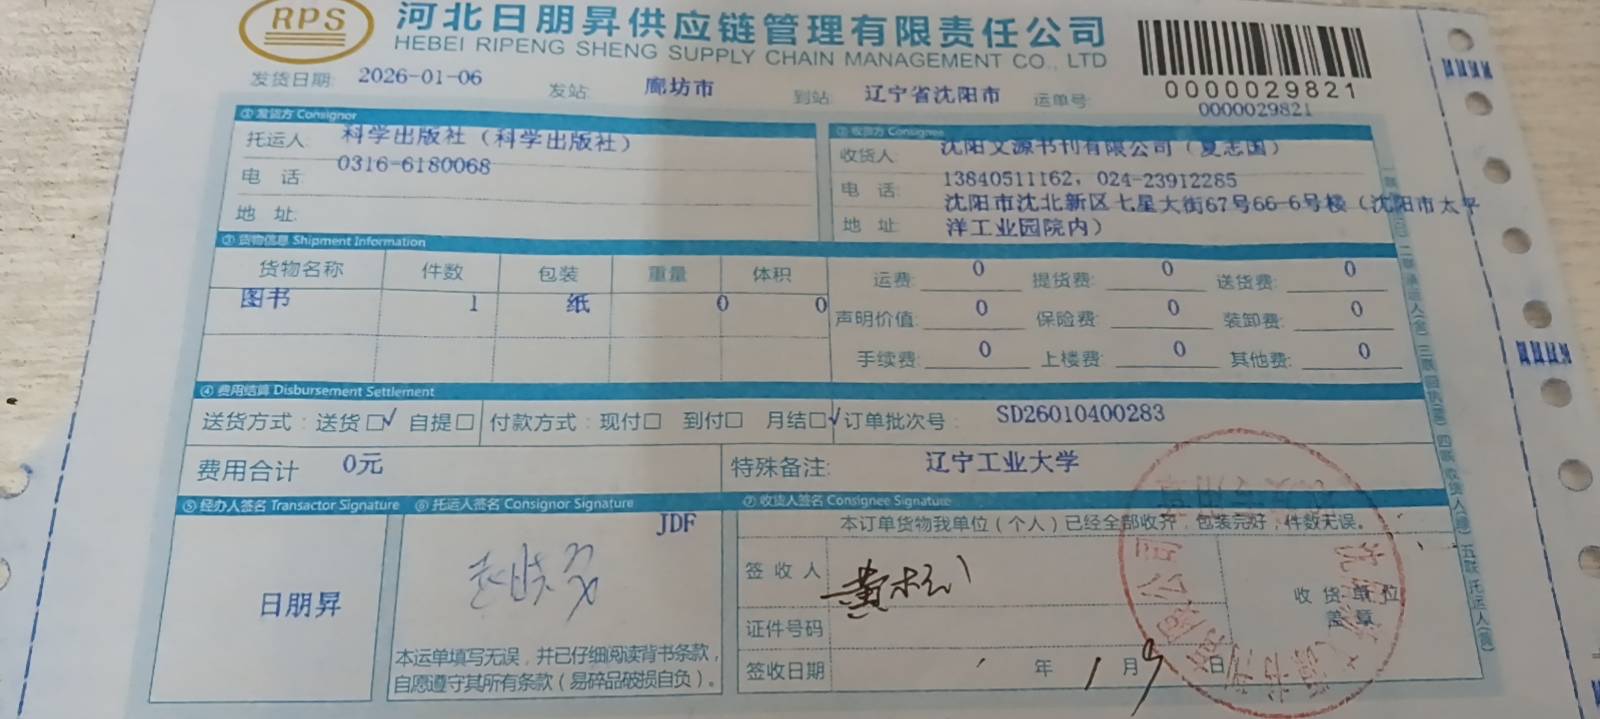 RPS
河北日朋昇供应链管理有限责任公司
HEBEI RIPENG SHENG SUPPLY CHAIN MANAGEMENT CO., LTD
0000029821
发货日期: 2026-01-06 发站: 廊坊市 到站: 辽宁省沈阳市 运单号: 0000029821
① 发货方 Consignor
托运人: 科学出版社（科学出版社）
电 话: 0316-6180068
地 址:
② 收货方 Consignee
收货人: 沈阳文源书刊有限公司（夏志国）
电 话: 13840511162, 024-23912285
地 址: 沈阳市沈北新区七星大街67号66-6号楼（沈阳市太平
洋工业园院内）
③ 货物信息 Shipment Information
货物名称 件数 包装 重量 体积
图书 1 纸 0 0
运费: 0 提货费: 0 送货费: 0
声明价值: 0 保险费: 0 装卸费: 0
手续费: 0 上楼费: 0 其他费: 0
④ 费用结算 Disbursement Settlement
送货方式: 送货□√ 自提□ 付款方式: 现付□ 到付□ 月结□√ 订单批次号: SD26010400283
费用合计 0元 特殊备注: 辽宁工业大学
⑤ 经办人签名 Transactor Signature
日朋昇
⑥ 托运人签名 Consignor Signature
JDF
本运单填写无误，并已仔细阅读背书条款，
自愿遵守其所有条款（易碎品破损自负）。
⑦ 收货人签名 Consignee Signature
本订单货物我单位（个人）已经全部收齐，包装完好，件数无误。
签收人
证件号码
签收日期 年 1月9日
收货单位
盖章